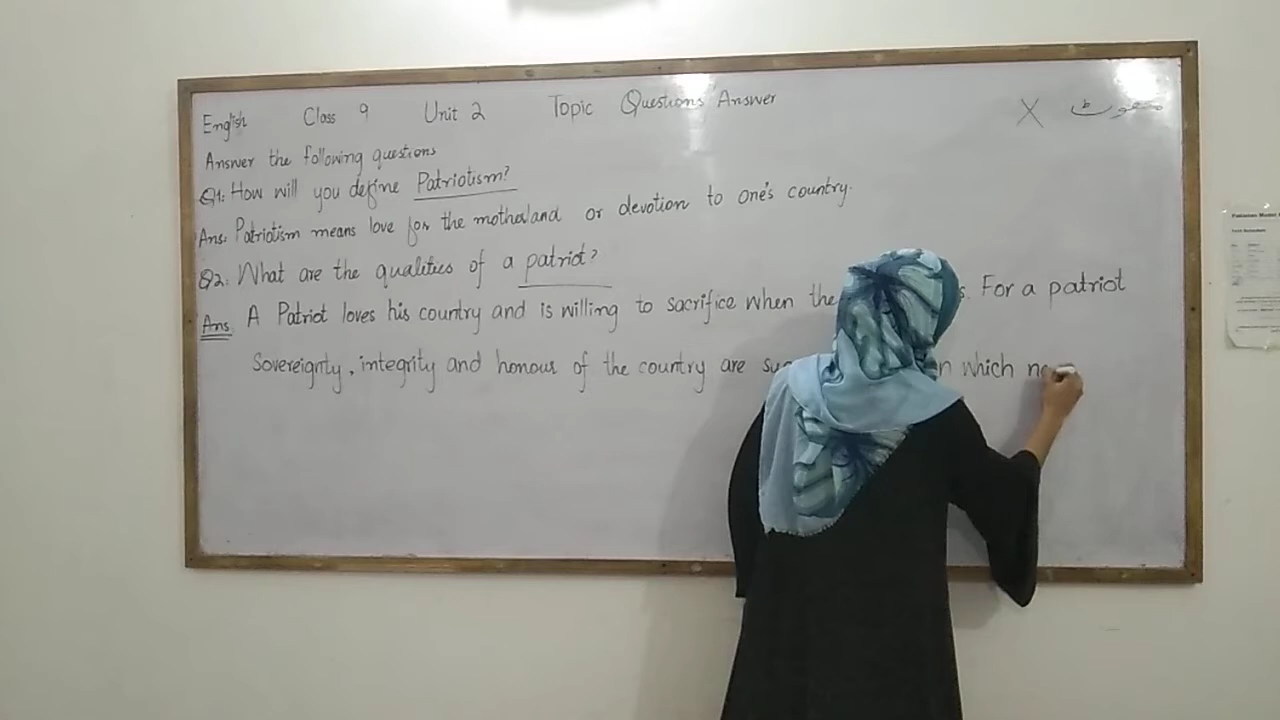 English Class 9 Unit 2 Topic Questions/Answer X
Answer the following questions
Q1: How will you define Patriotism?
Ans: Patriotism means love for the motherland or devotion to one's country.
Q2: What are the qualities of a patriot?
Ans A Patriot loves his country and is willing to sacrifice when the For a patriot
Sovereignty, integrity and honour of the country are which
Pakistan Model